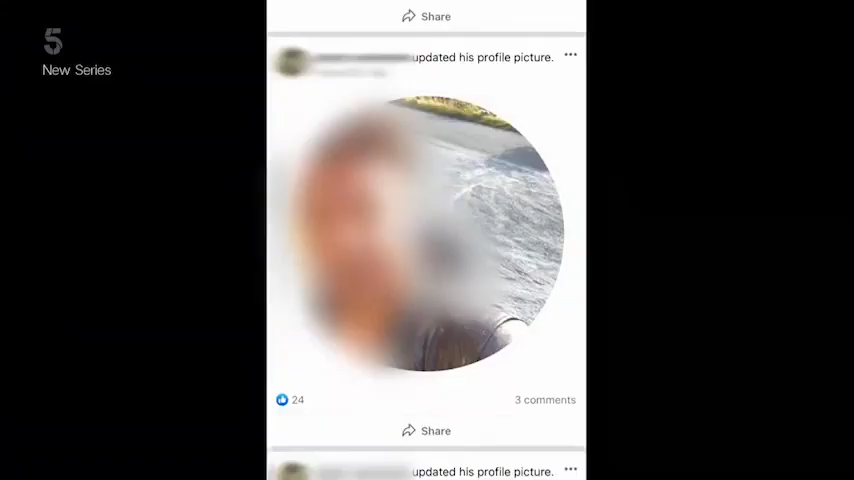 Share
5
New Series
updated his profile picture.
24
3 comments
Share
updated his profile picture.